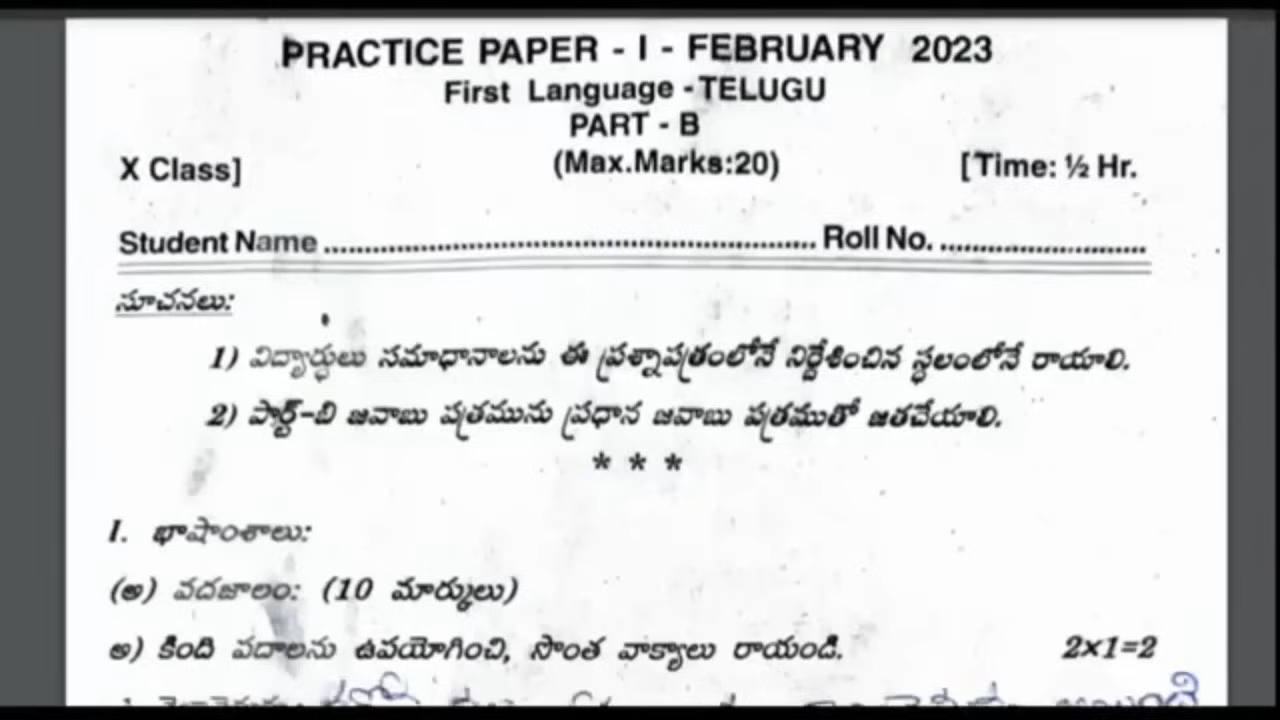 PRACTICE PAPER - I - FEBRUARY 2023
First Language - TELUGU
PART - B
X Class] (Max.Marks:20) [Time: ½ Hr.
Student Name ........................................................ Roll No. ........................
సూచనలు:
1) విద్యార్థులు సమాధానాలను ఈ ప్రశ్నాపత్రంలోనే నిర్దేశించిన స్థలంలోనే రాయాలి.
2) పార్ట్-బి జవాబు పత్రమును ప్రధాన జవాబు పత్రముతో జతచేయాలి.
* * *
I. భాషాంశాలు:
(అ) పదజాలం: (10 మార్కులు)
అ) కింది పదాలను ఉపయోగించి, సొంత వాక్యాలు రాయండి. 2×1=2